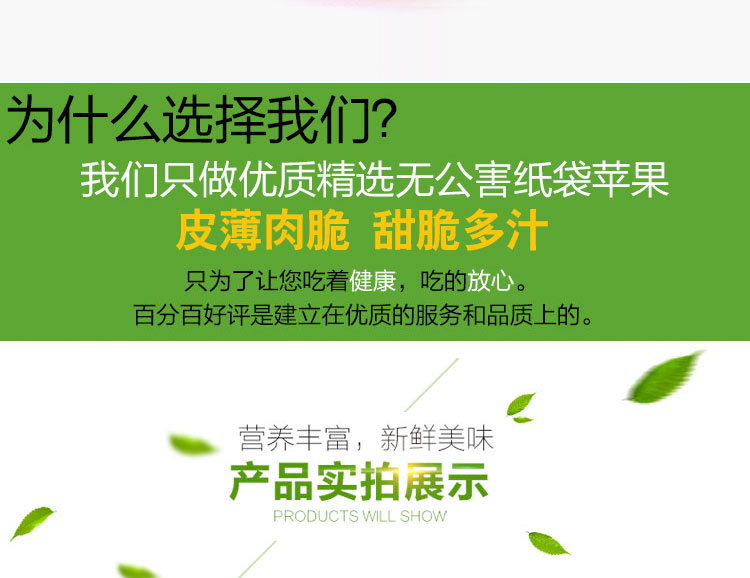 为什么选择我们？
我们只做优质精选无公害纸袋苹果
皮薄肉脆 甜脆多汁
只为了让您吃着健康，吃的放心。
百分百好评是建立在优质的服务和品质上的。
营养丰富，新鲜美味
产品实拍展示
PRODUCTS WILL SHOW